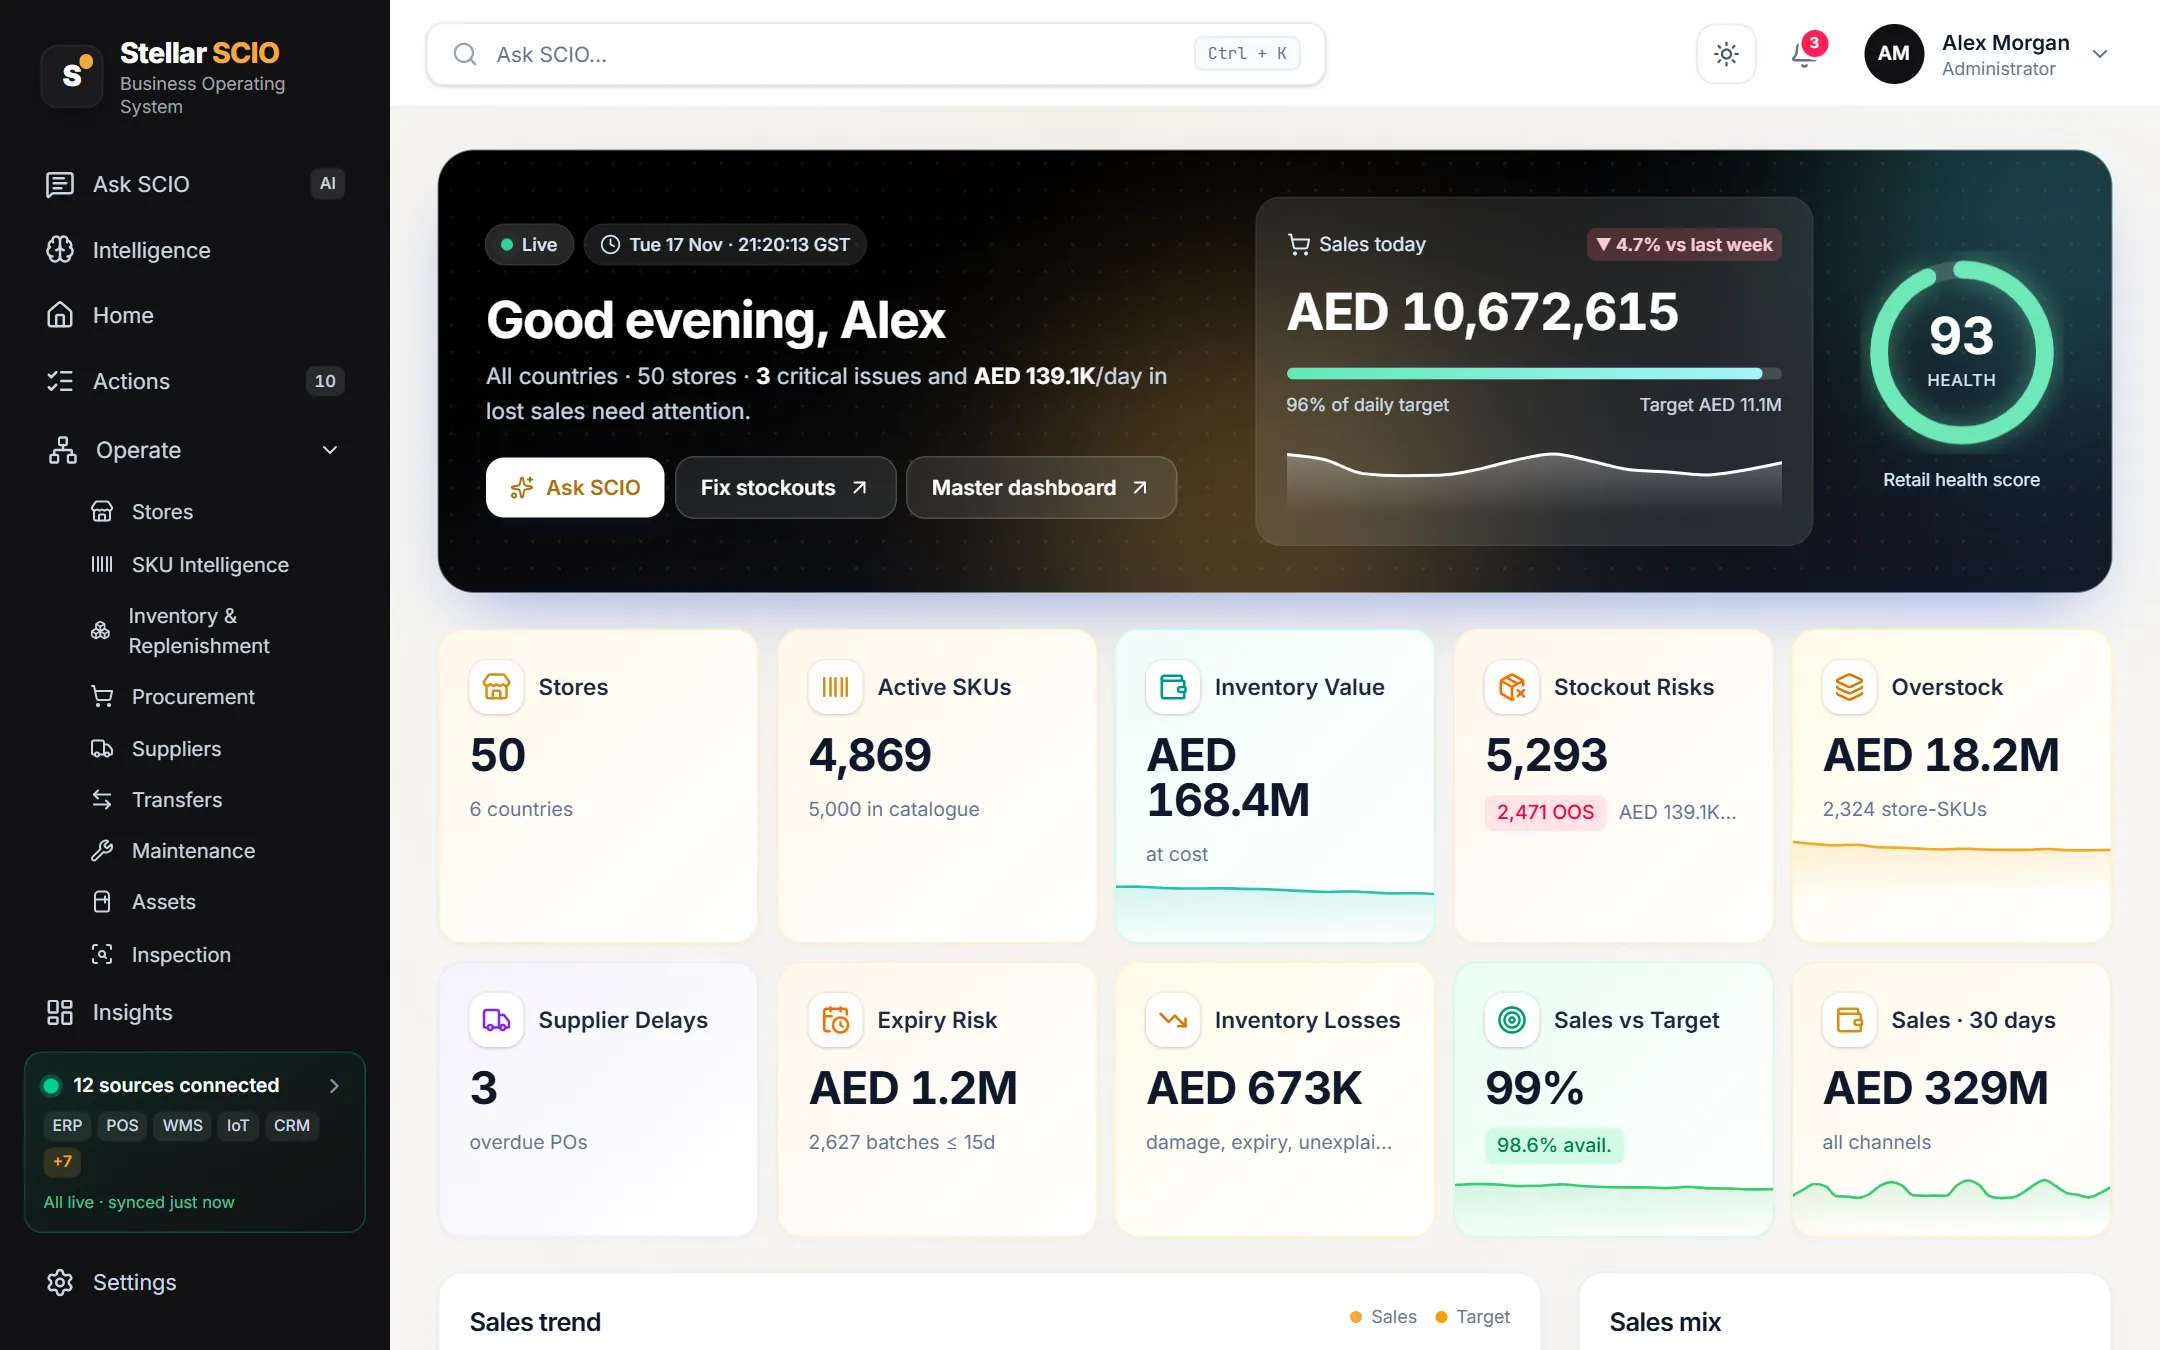 S
Stellar SCIO
Business Operating
System
Ask SCIO
AI
Intelligence
Home
Actions
10
Operate
Stores
SKU Intelligence
Inventory &
Replenishment
Procurement
Suppliers
Transfers
Maintenance
Assets
Inspection
Insights
12 sources connected
ERP POS WMS IoT CRM
+7
All live · synced just now
Settings
Ask SCIO...
Ctrl + K
3
AM
Alex Morgan
Administrator
Live
Tue 17 Nov · 21:20:13 GST
Good evening, Alex
All countries · 50 stores · 3 critical issues and AED 139.1K/day in
lost sales need attention.
Ask SCIO
Fix stockouts
Master dashboard
Sales today
▼ 4.7% vs last week
AED 10,672,615
96% of daily target
Target AED 11.1M
93
HEALTH
Retail health score
Stores
50
6 countries
Active SKUs
4,869
5,000 in catalogue
Inventory Value
AED
168.4M
at cost
Stockout Risks
5,293
2,471 OOS
AED 139.1K...
Overstock
AED 18.2M
2,324 store-SKUs
Supplier Delays
3
overdue POs
Expiry Risk
AED 1.2M
2,627 batches ≤ 15d
Inventory Losses
AED 673K
damage, expiry, unexplai...
Sales vs Target
99%
98.6% avail.
Sales · 30 days
AED 329M
all channels
Sales trend
Sales
Target
Sales mix